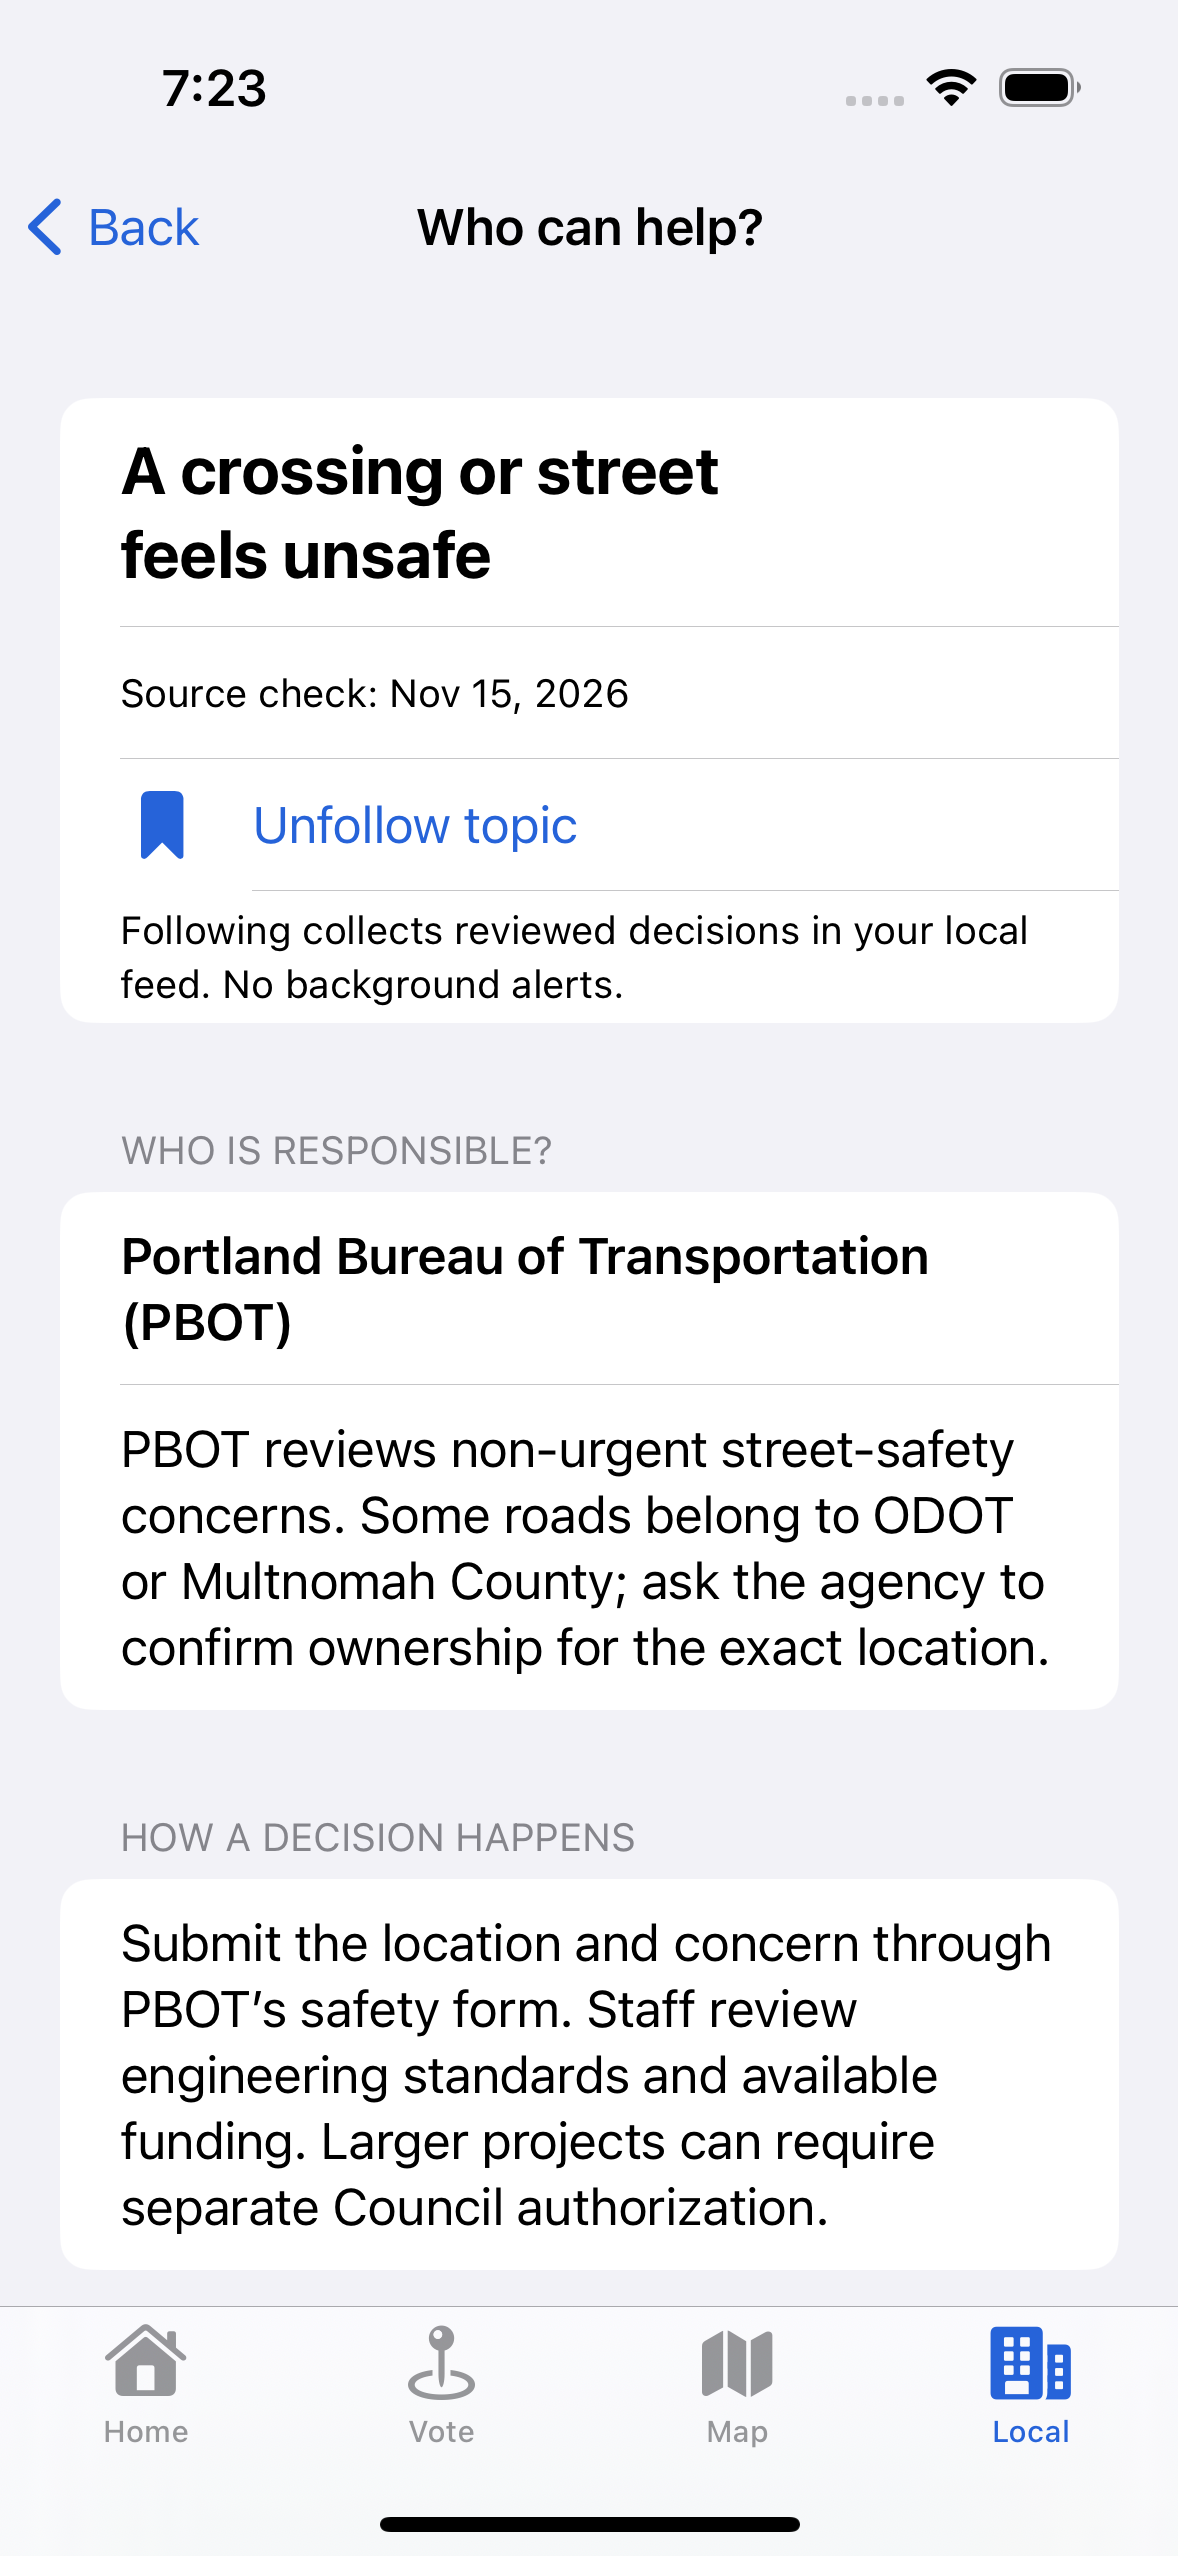 7:23
Back
Who can help?
A crossing or street
feels unsafe
Source check: Nov 15, 2026
Unfollow topic
Following collects reviewed decisions in your local
feed. No background alerts.
WHO IS RESPONSIBLE?
Portland Bureau of Transportation
(PBOT)
PBOT reviews non-urgent street-safety
concerns. Some roads belong to ODOT
or Multnomah County; ask the agency to
confirm ownership for the exact location.
HOW A DECISION HAPPENS
Submit the location and concern through
PBOT’s safety form. Staff review
engineering standards and available
funding. Larger projects can require
separate Council authorization.
Home
Vote
Map
Local